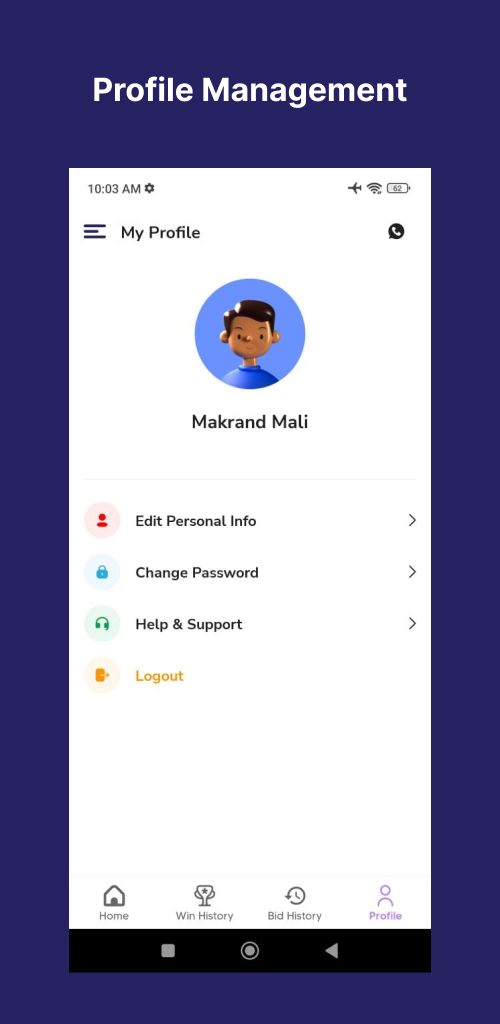 Profile Management
10:03 AM
62
My Profile
Makrand Mali
Edit Personal Info
Change Password
Help & Support
Logout
Home
Win History
Bid History
Profile